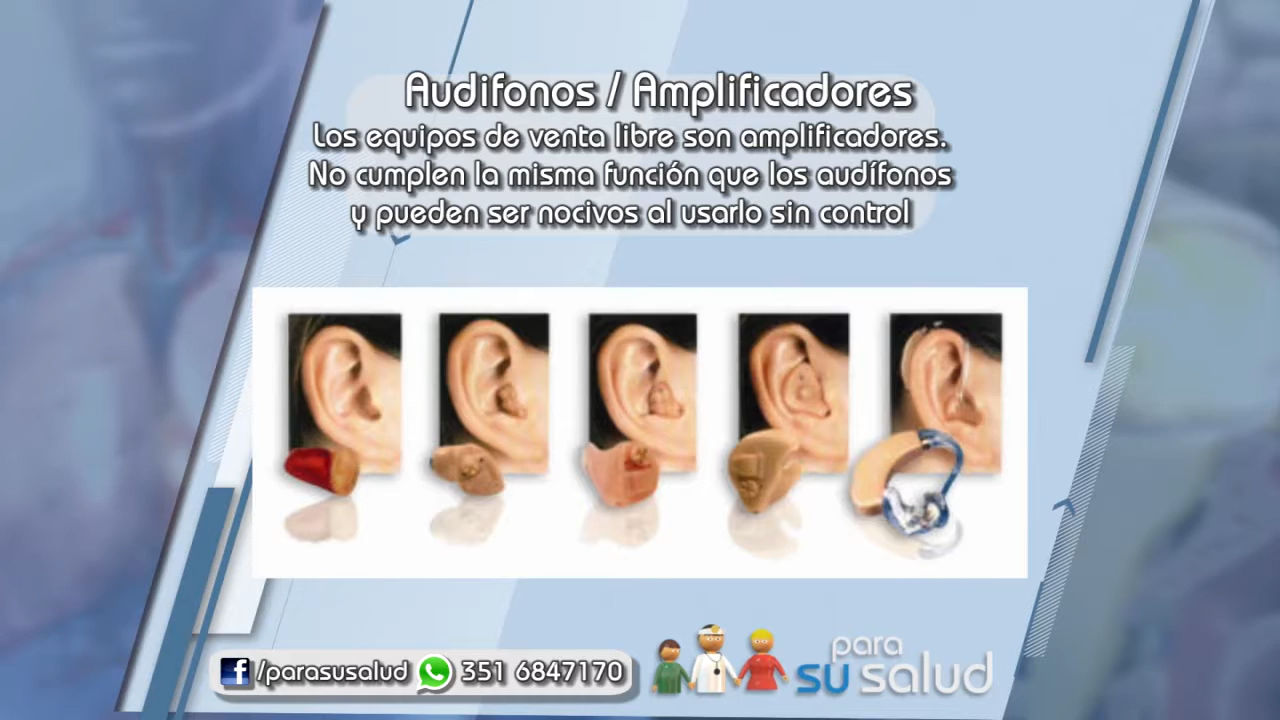 Audifonos / Amplificadores
Los equipos de venta libre son amplificadores.
No cumplen la misma función que los audífonos
y pueden ser nocivos al usarlo sin control
f /parasusalud 351 6847170
para
su salud